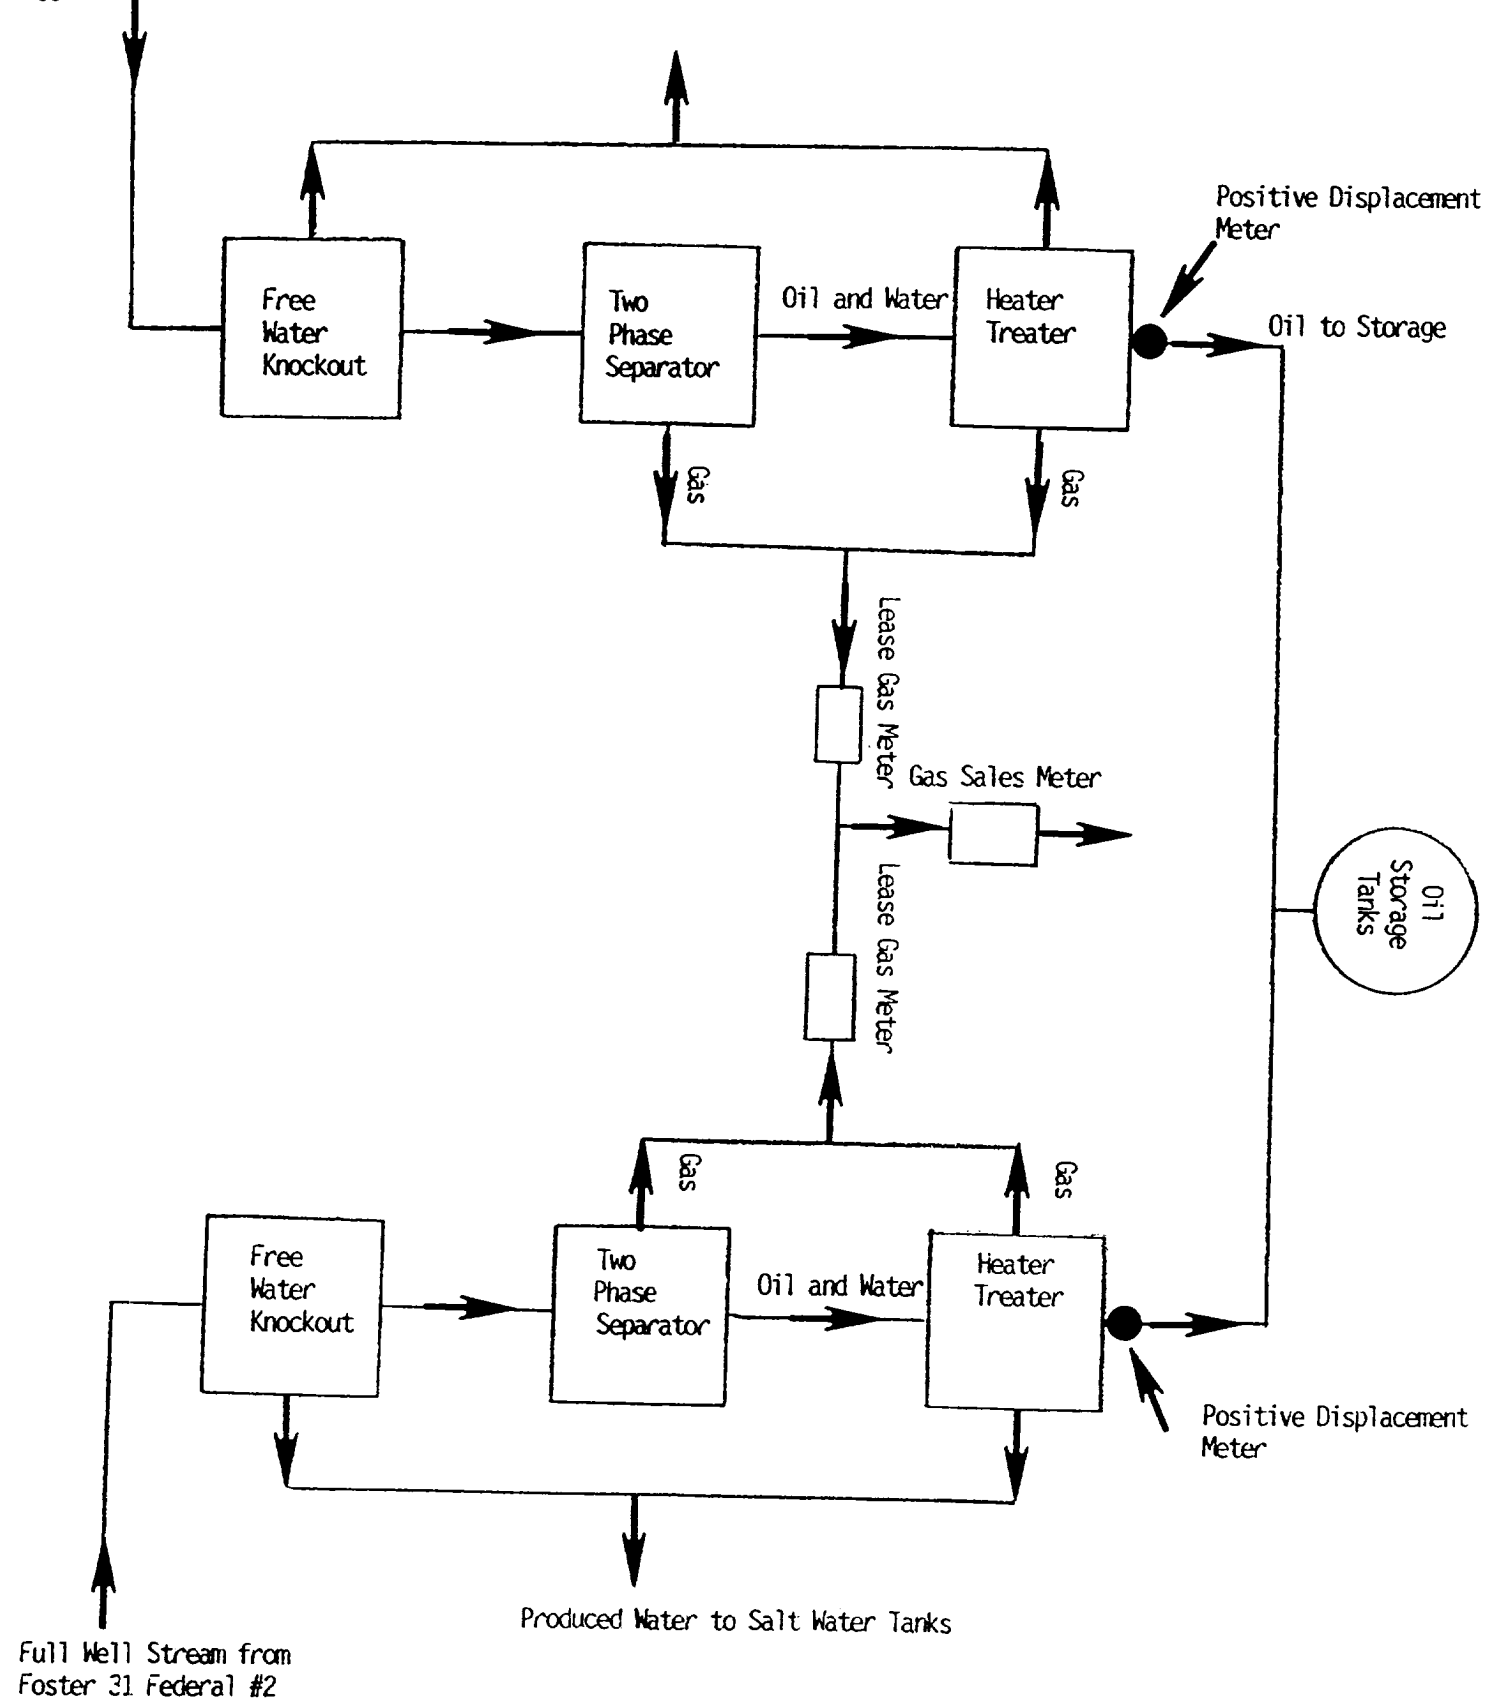 Positive Displacement
Meter
Free
Water
Knockout
Two
Phase
Separator
Oil and Water
Heater
Treater
Oil to Storage
Gas
Gas
Lease Gas Meter
Gas Sales Meter
Lease Gas Meter
Oil
Storage
Tanks
Gas
Gas
Free
Water
Knockout
Two
Phase
Separator
Oil and Water
Heater
Treater
Positive Displacement
Meter
Produced Water to Salt Water Tanks
Full Well Stream from
Foster 31 Federal #2